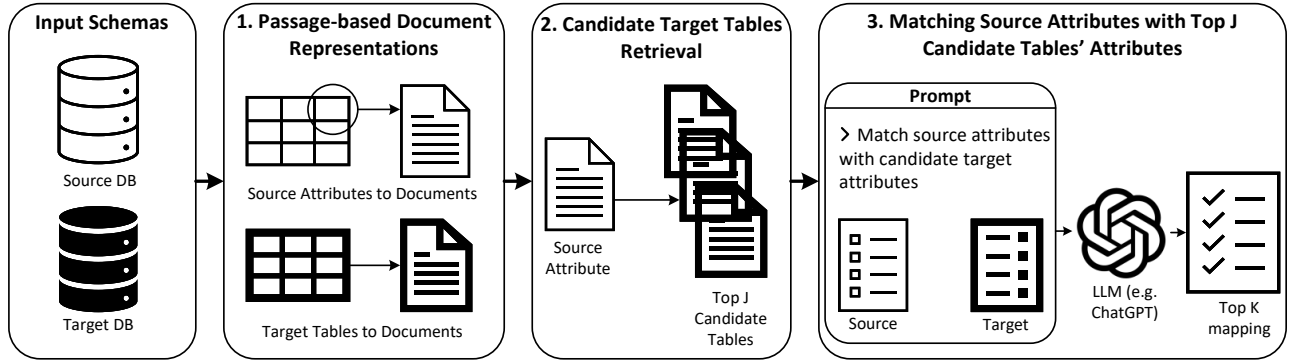 Input Schemas
Source DB
Target DB
1. Passage-based Document
Representations
Source Attributes to Documents
Target Tables to Documents
2. Candidate Target Tables
Retrieval
Source
Attribute
Top J
Candidate
Tables
3. Matching Source Attributes with Top J
Candidate Tables’ Attributes
Prompt
> Match source attributes
with candidate target
attributes
Source
Target
LLM (e.g.
ChatGPT)
Top K
mapping